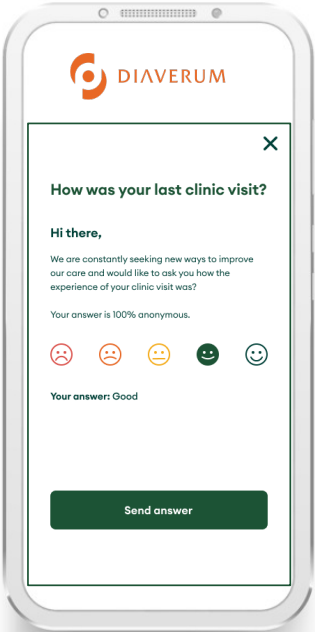 DIAVERUM
How was your last clinic visit?
Hi there,
We are constantly seeking new ways to improve
our care and would like to ask you how the
experience of your clinic visit was?
Your answer is 100% anonymous.
Your answer: Good
Send answer